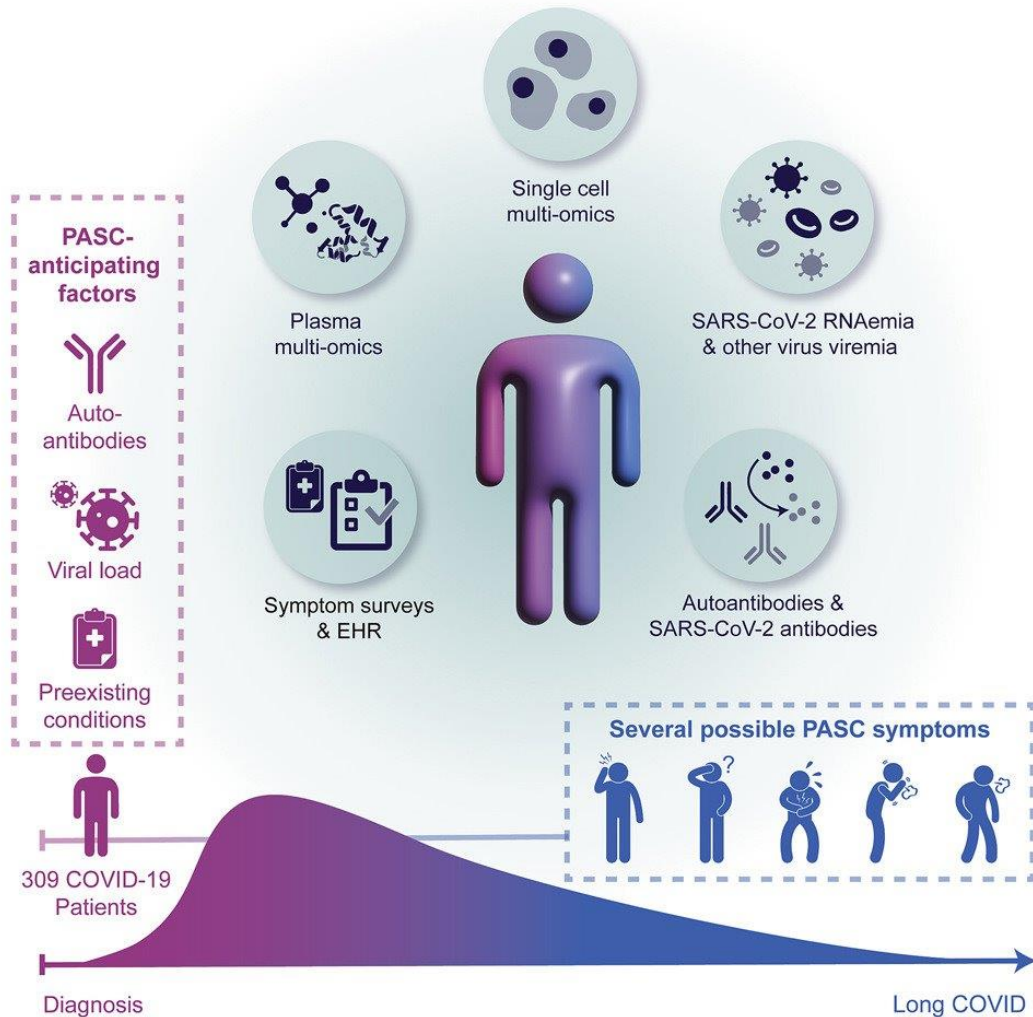 Single cell
multi-omics
Plasma
multi-omics
SARS-CoV-2 RNAemia
& other virus viremia
PASC-
anticipating
factors
Auto-
antibodies
Viral load
Preexisting
conditions
Symptom surveys
& EHR
Autoantibodies &
SARS-CoV-2 antibodies
Several possible PASC symptoms
?
309 COVID-19
Patients
Diagnosis
Long COVID